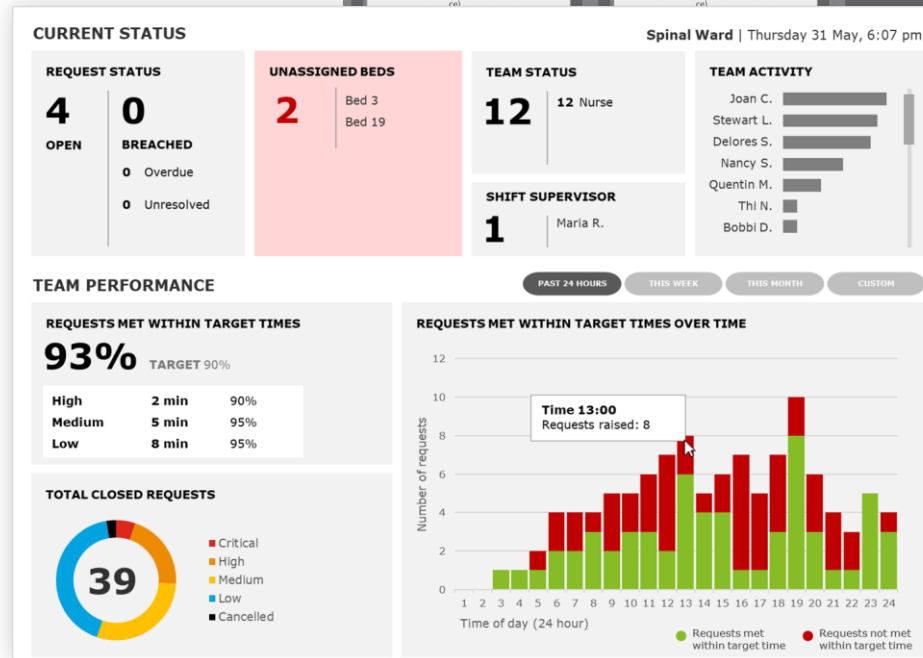 ce)
ce)
CURRENT STATUS
Spinal Ward | Thursday 31 May, 6:07 pm
REQUEST STATUS
4
OPEN
0
BREACHED
0 Overdue
0 Unresolved
UNASSIGNED BEDS
2
Bed 3
Bed 19
TEAM STATUS
12
12 Nurse
SHIFT SUPERVISOR
1
Maria R.
TEAM ACTIVITY
Joan C.
Stewart L.
Delores S.
Nancy S.
Quentin M.
Thi N.
Bobbi D.
TEAM PERFORMANCE
PAST 24 HOURS
THIS WEEK
THIS MONTH
CUSTOM
REQUESTS MET WITHIN TARGET TIMES
93% TARGET 90%
High 2 min 90%
Medium 5 min 95%
Low 8 min 95%
TOTAL CLOSED REQUESTS
39
Critical
High
Medium
Low
Cancelled
REQUESTS MET WITHIN TARGET TIMES OVER TIME
Number of requests
12
10
8
6
4
2
0
Time 13:00
Requests raised: 8
1 2 3 4 5 6 7 8 9 10 11 12 13 14 15 16 17 18 19 20 21 22 23 24
Time of day (24 hour)
Requests met
within target time
Requests not met
within target time